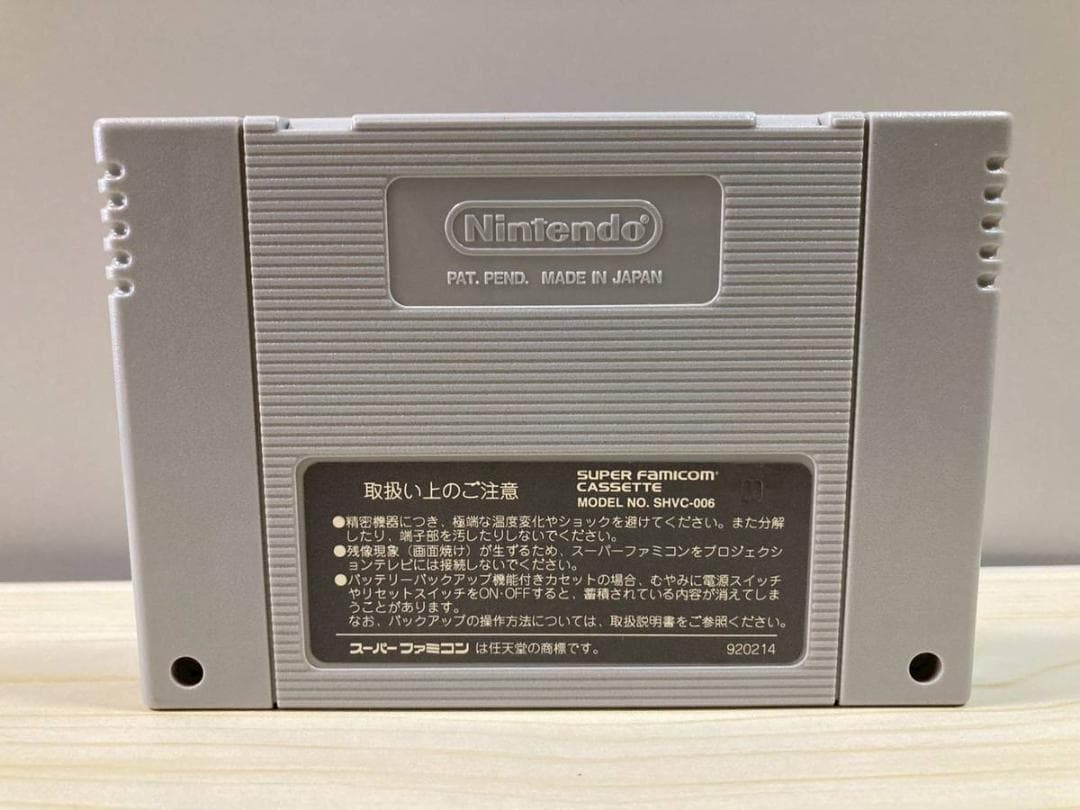 Nintendo®
PAT. PEND. MADE IN JAPAN
取扱い上のご注意
SUPER FAMICOM
CASSETTE
MODEL NO. SHVC-006
●精密機器につき、極端な温度変化やショックを避けてください。また分解
したり、端子部を汚したりしないでください。
●残像現象（画面焼け）が生ずるため、スーパーファミコンをプロジェクシ
ョンテレビには接続しないでください。
●バッテリーバックアップ機能付きカセットの場合、むやみに電源スイッチ
やリセットスイッチをON・OFFすると、蓄積されている内容が消えてしま
うことがあります。
なお、バックアップの操作方法については、取扱説明書をご参照ください。
スーパーファミコンは任天堂の商標です。
920214